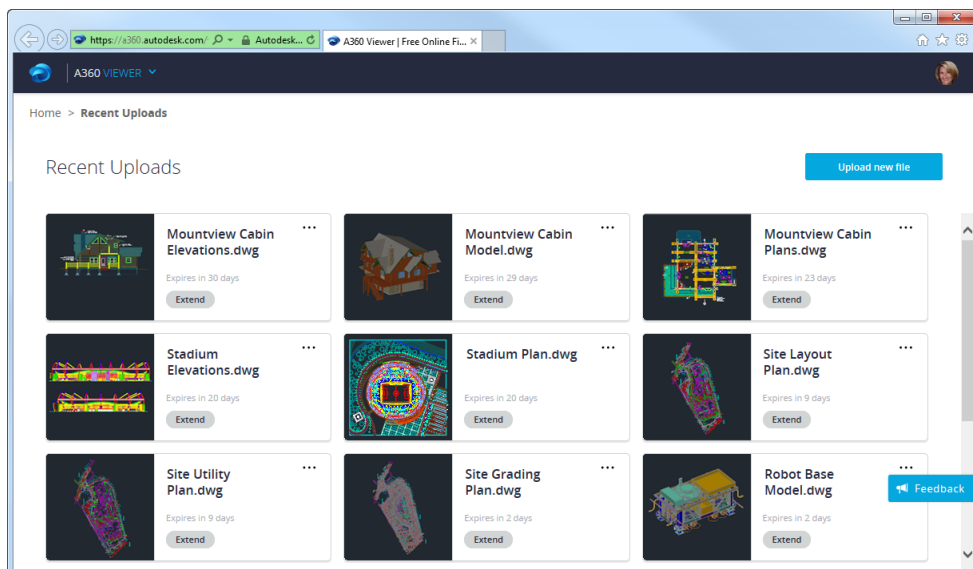 https://a360.autodesk.com/
Autodesk...
A360 Viewer | Free Online Fi...
A360 VIEWER
Home > Recent Uploads
Recent Uploads
Upload new file
Mountview Cabin
Elevations.dwg
Expires in 30 days
Extend
Mountview Cabin
Model.dwg
Expires in 29 days
Extend
Mountview Cabin
Plans.dwg
Expires in 23 days
Extend
Stadium
Elevations.dwg
Expires in 20 days
Extend
Stadium Plan.dwg
Expires in 20 days
Extend
Site Layout
Plan.dwg
Expires in 9 days
Extend
Site Utility
Plan.dwg
Expires in 9 days
Extend
Site Grading
Plan.dwg
Expires in 2 days
Extend
Robot Base
Model.dwg
Expires in 2 days
Extend
Feedback